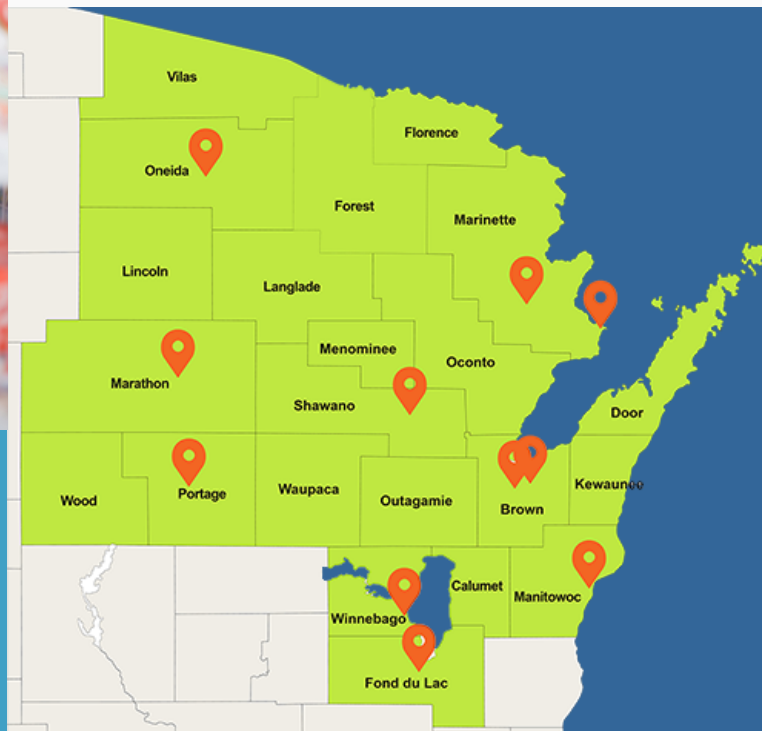 Vilas
Florence
Oneida
Forest
Marinette
Lincoln
Langlade
Menominee
Oconto
Marathon
Shawano
Door
Kewaunee
Waupaca
Portage
Wood
Outagamie
Brown
Calumet
Manitowoc
Winnebago
Fond du Lac